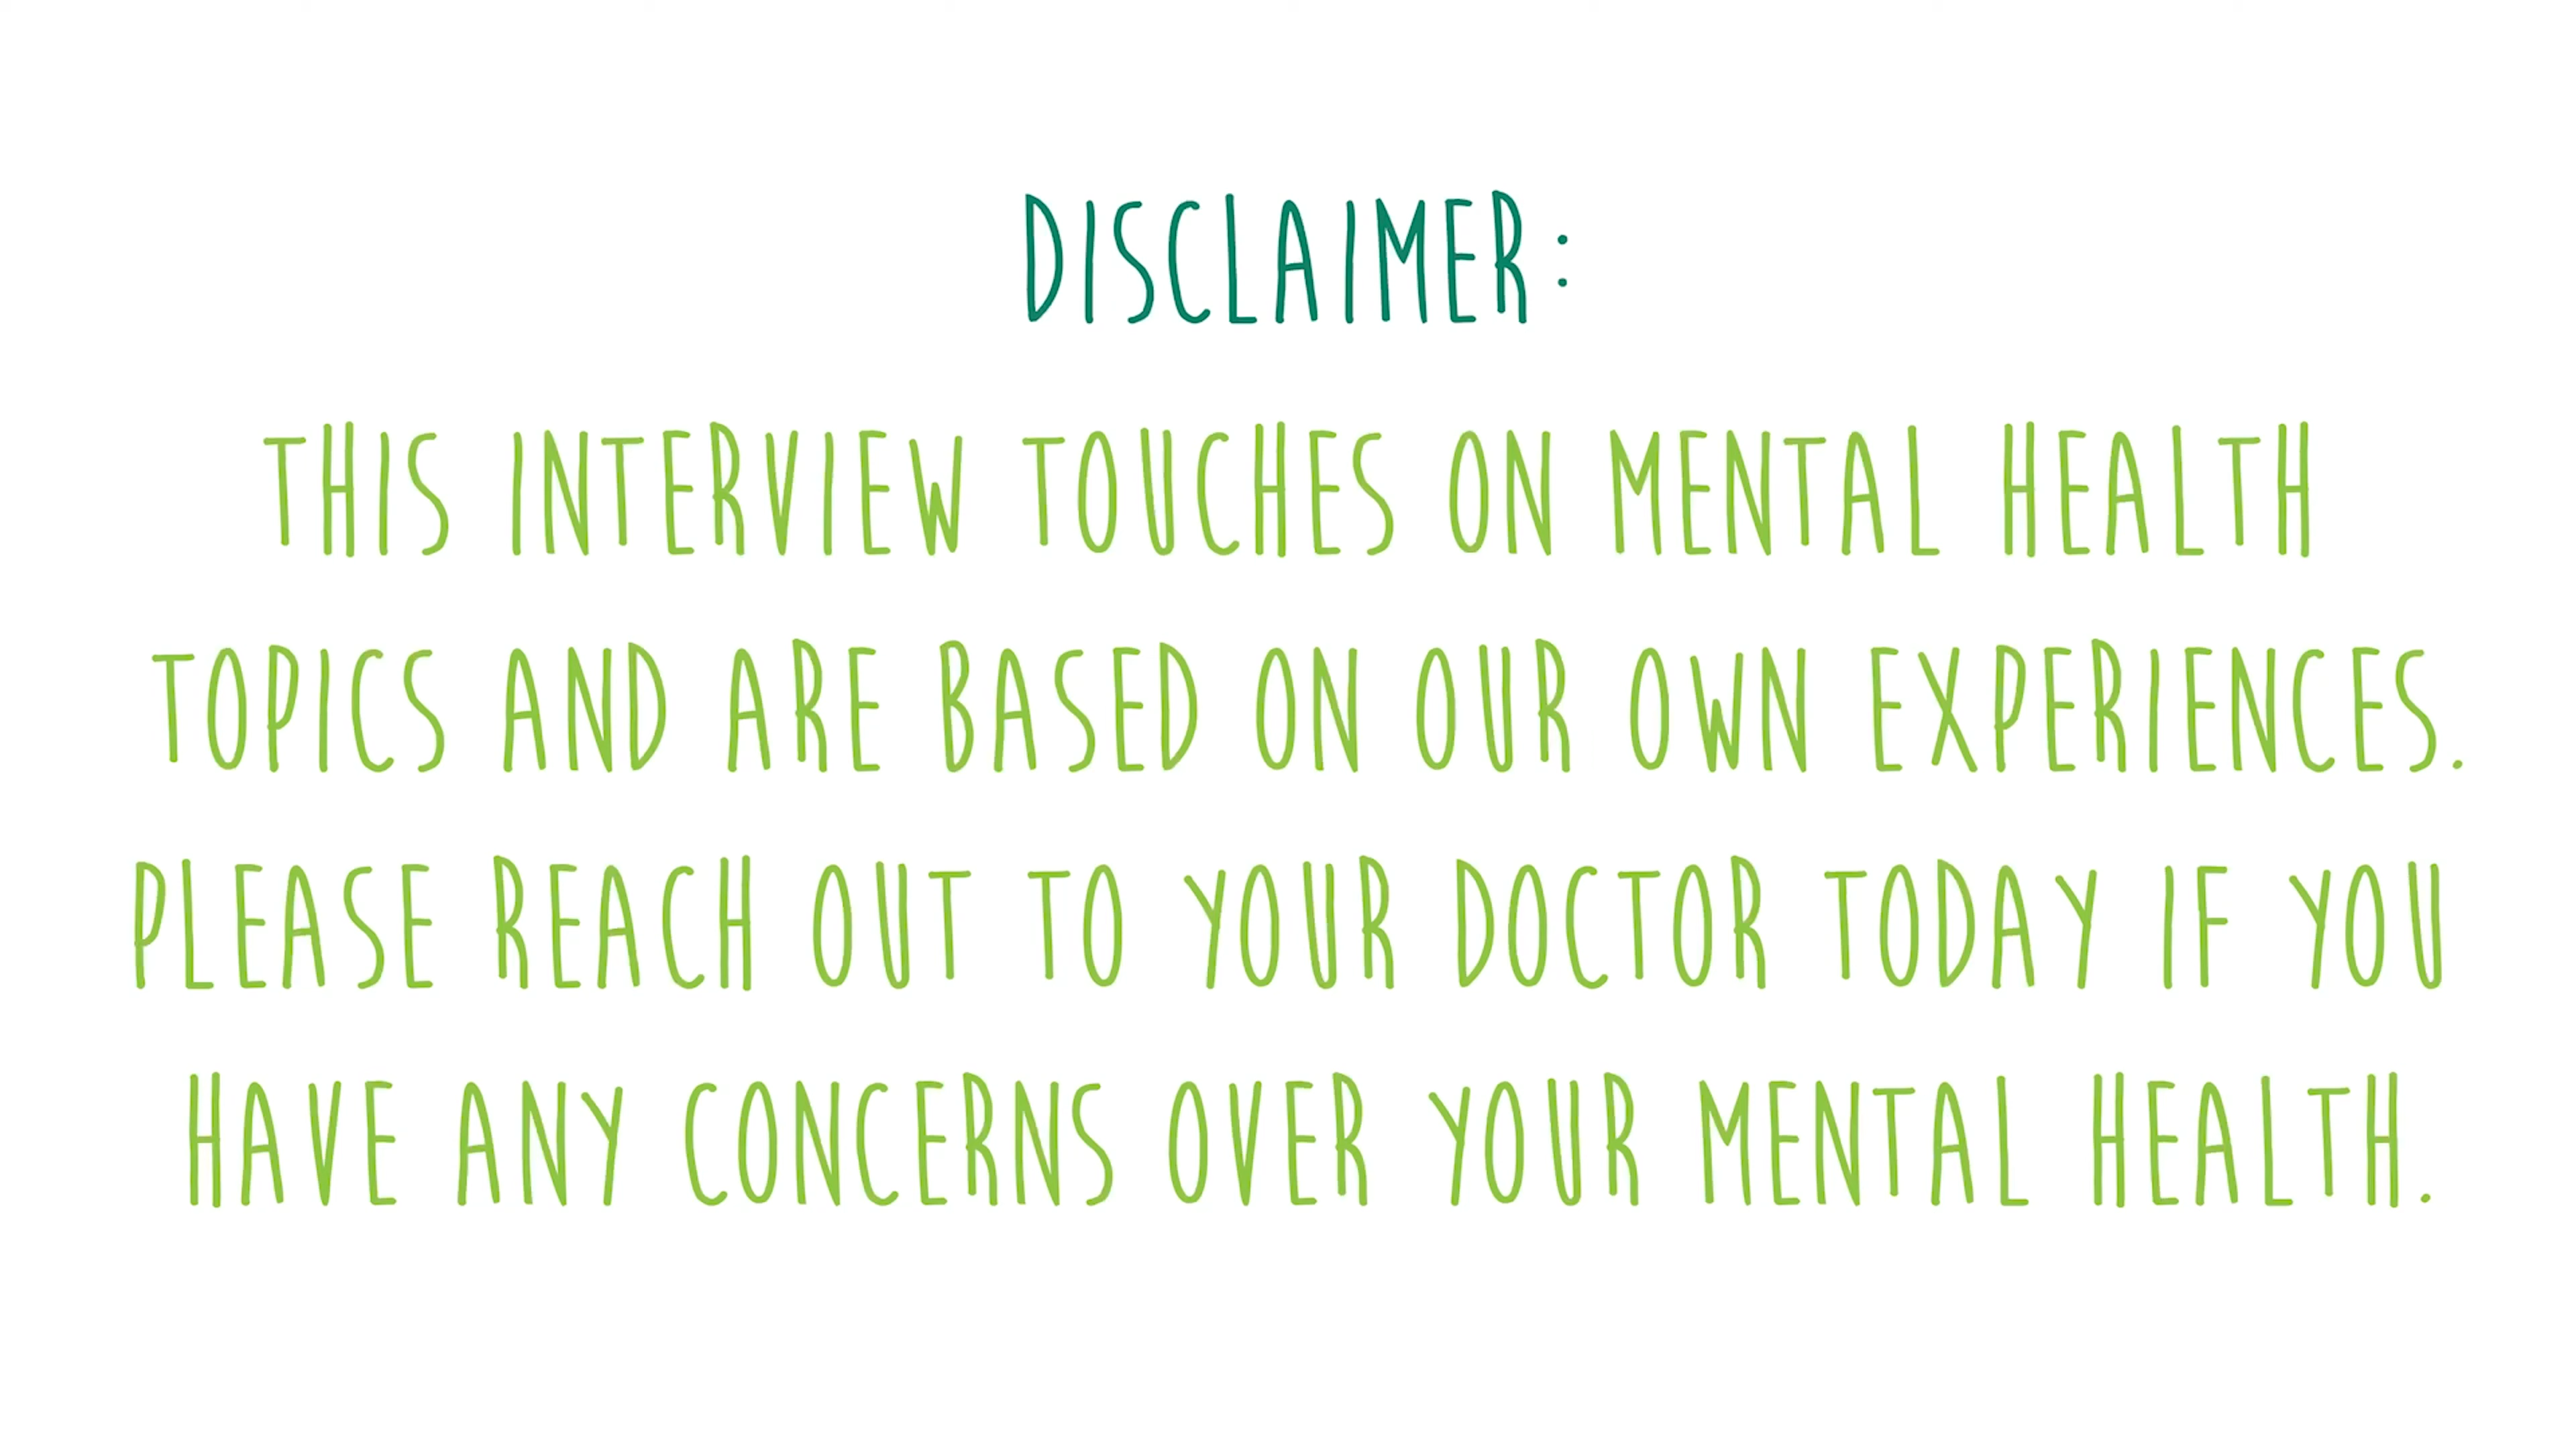 DISCLAIMER:
THIS INTERVIEW TOUCHES ON MENTAL HEALTH
TOPICS AND ARE BASED ON OUR OWN EXPERIENCES.
PLEASE REACH OUT TO YOUR DOCTOR TODAY IF YOU
HAVE ANY CONCERNS OVER YOUR MENTAL HEALTH.